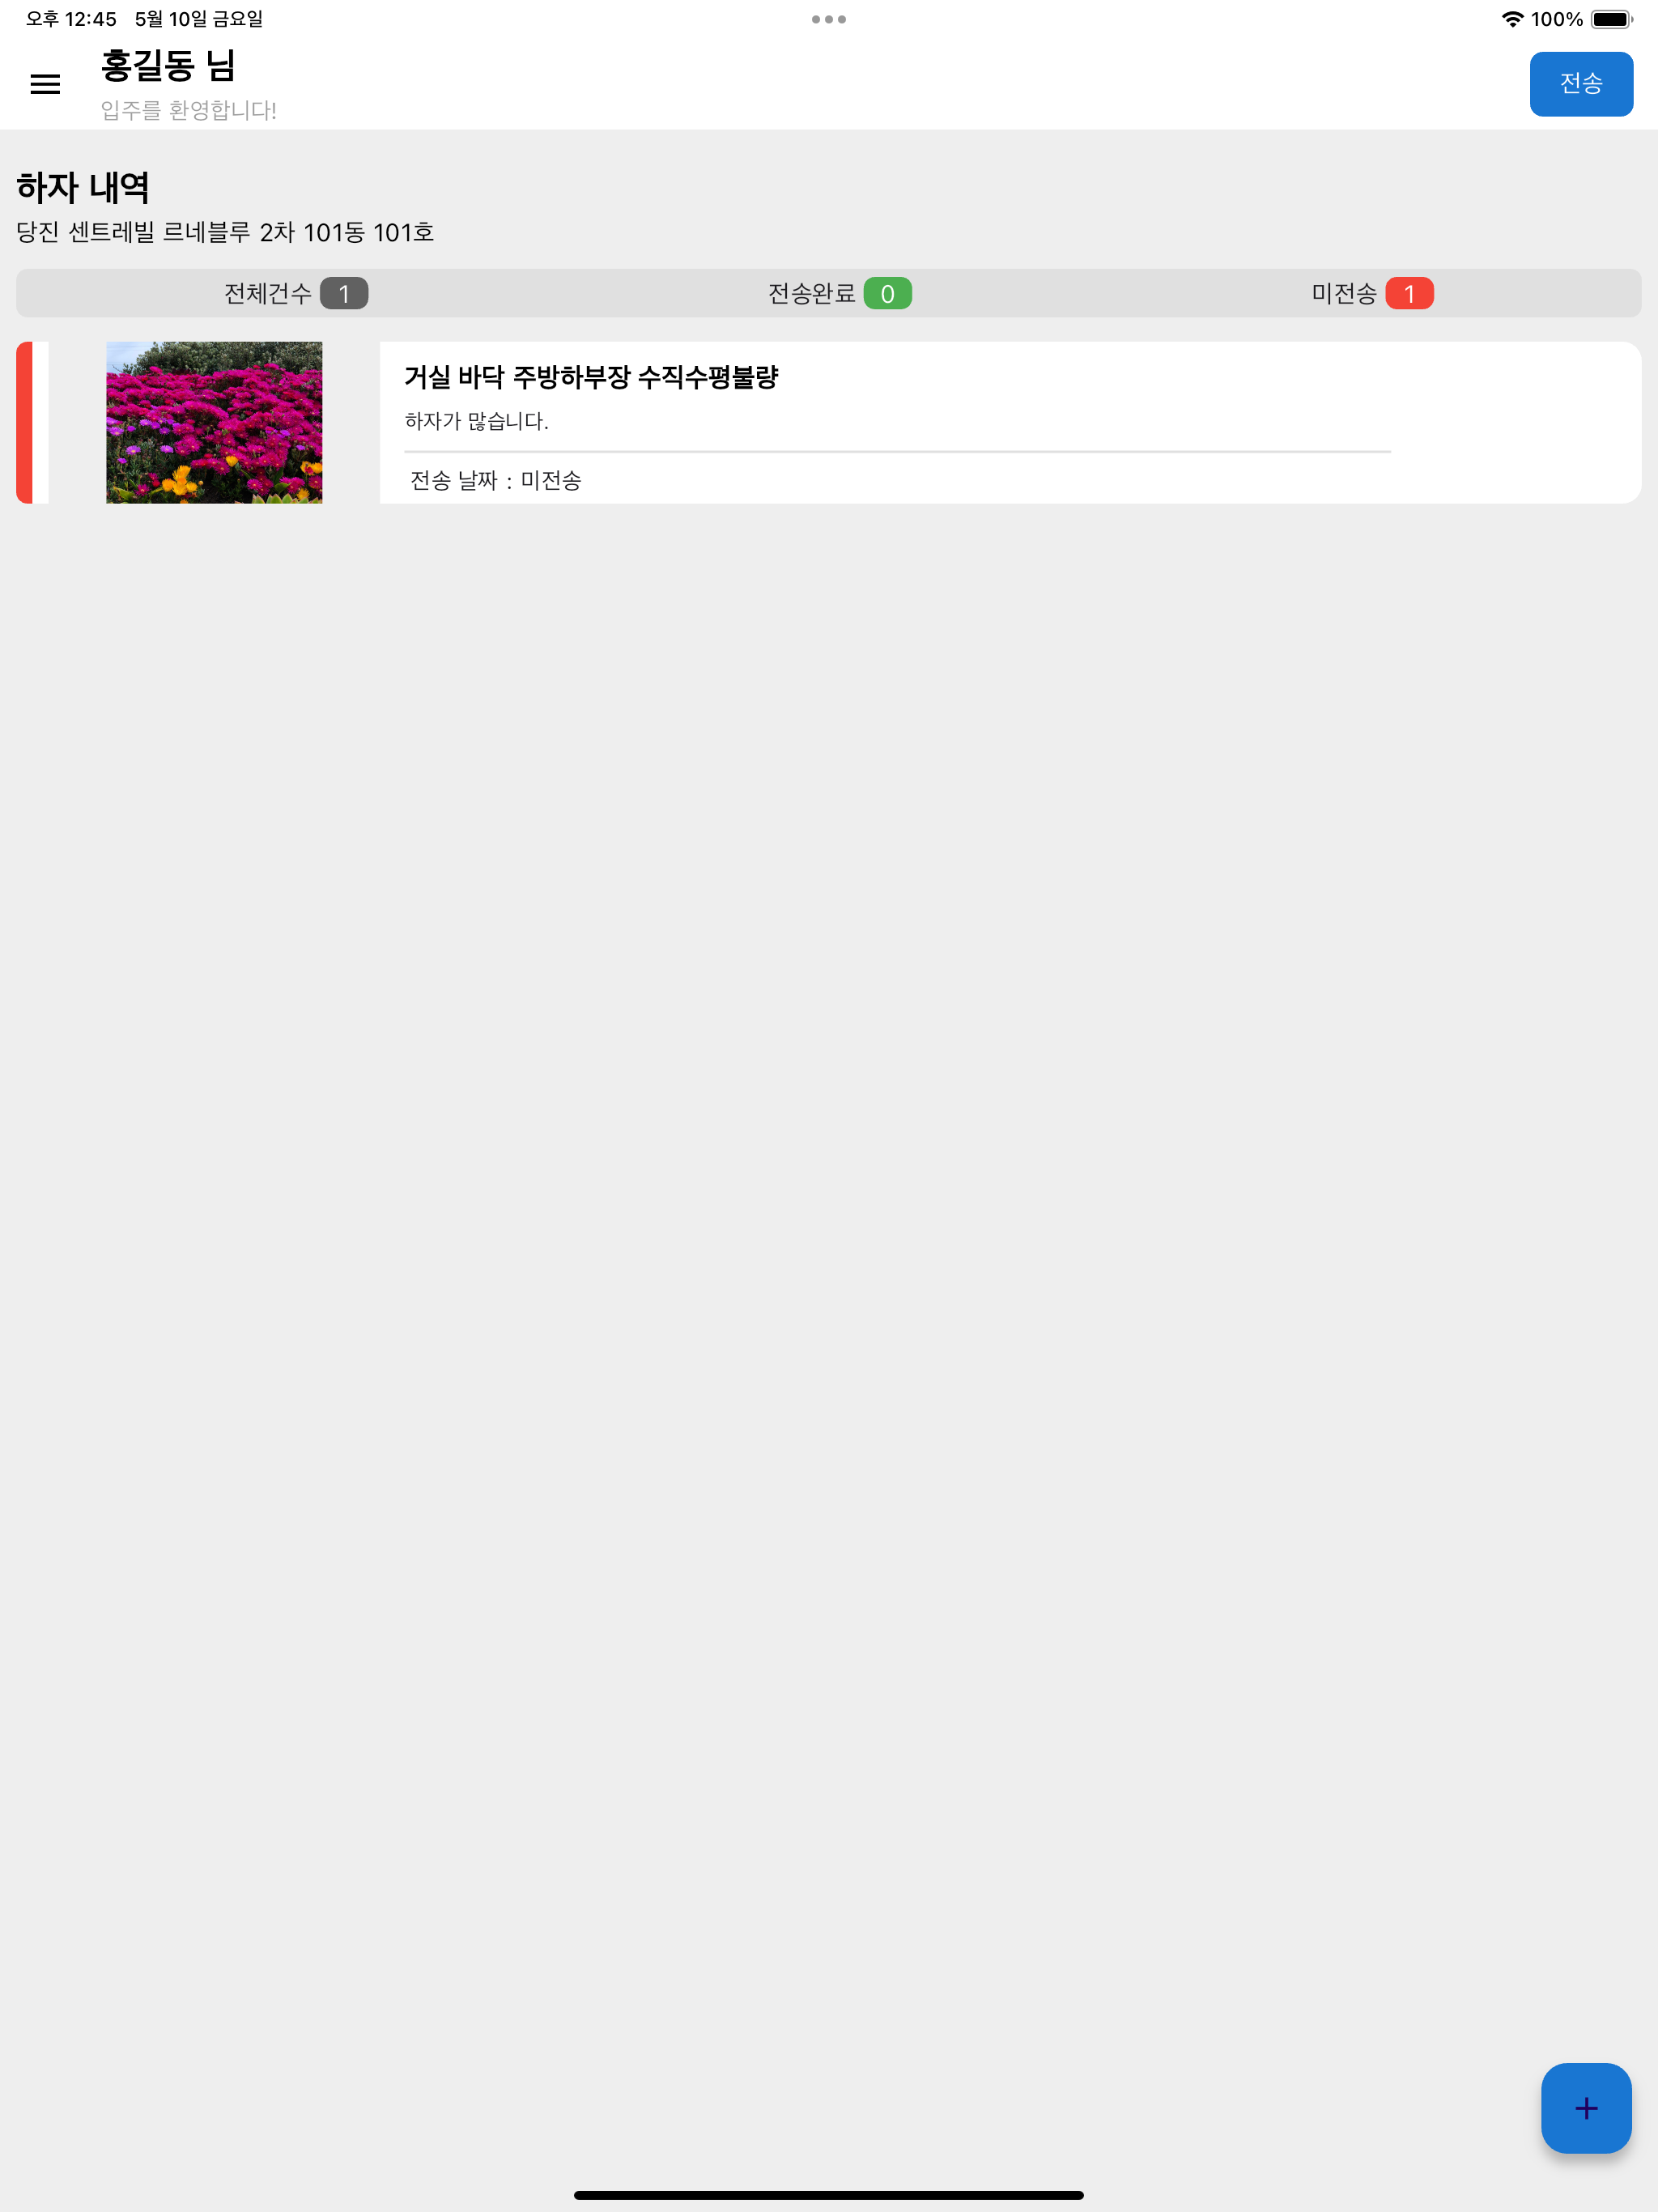 오후 12:45 5월 10일 금요일 100%
홍길동 님
입주를 환영합니다!
전송
하자 내역
당진 센트레빌 르네블루 2차 101동 101호
전체건수 1 전송완료 0 미전송 1
거실 바닥 주방하부장 수직수평불량
하자가 많습니다.
전송 날짜 : 미전송
+